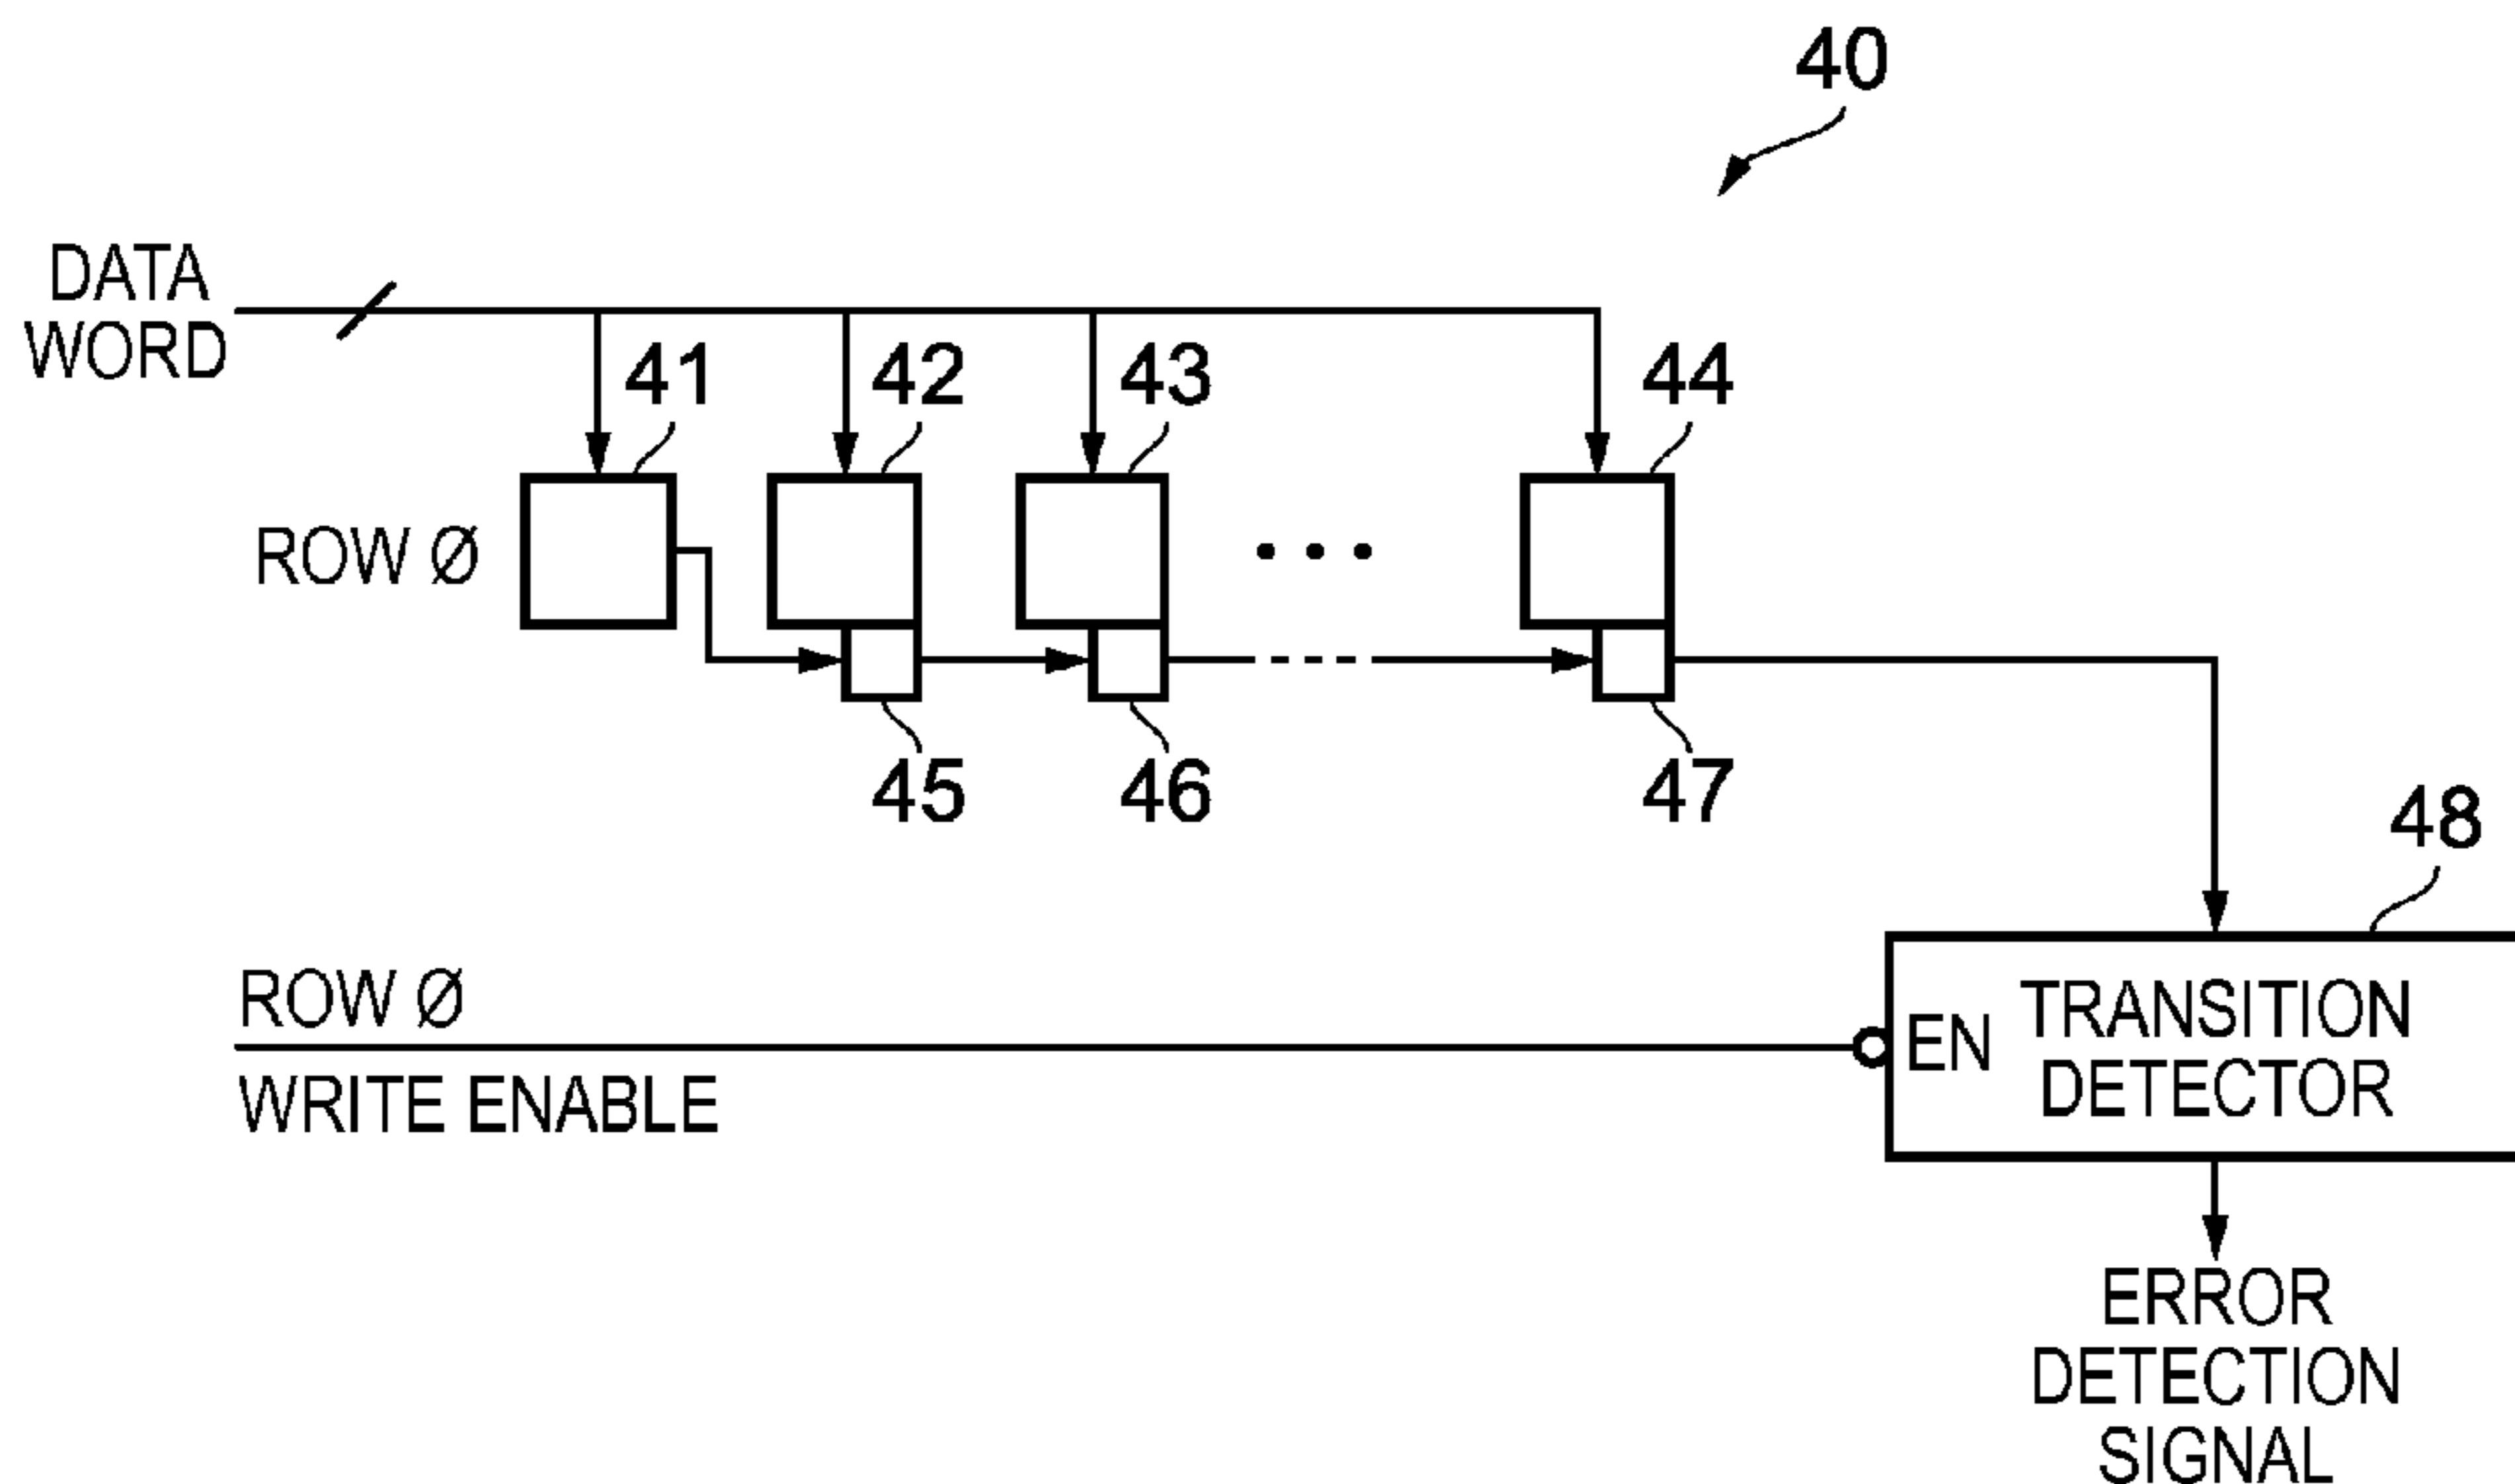 40
DATA
WORD
41
42
43
44
ROW Ø
45
46
47
48
ROW Ø
WRITE ENABLE
EN
TRANSITION
DETECTOR
ERROR
DETECTION
SIGNAL